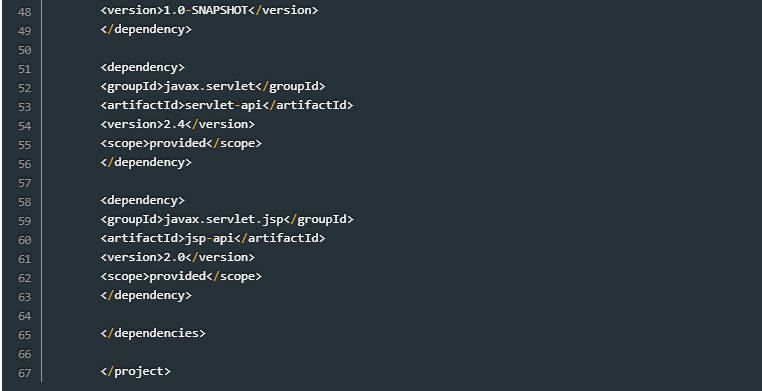 48 <version>1.0-SNAPSHOT</version>
49 </dependency>
50
51 <dependency>
52 <groupId>javax.servlet</groupId>
53 <artifactId>servlet-api</artifactId>
54 <version>2.4</version>
55 <scope>provided</scope>
56 </dependency>
57
58 <dependency>
59 <groupId>javax.servlet.jsp</groupId>
60 <artifactId>jsp-api</artifactId>
61 <version>2.0</version>
62 <scope>provided</scope>
63 </dependency>
64
65 </dependencies>
66
67 </project>